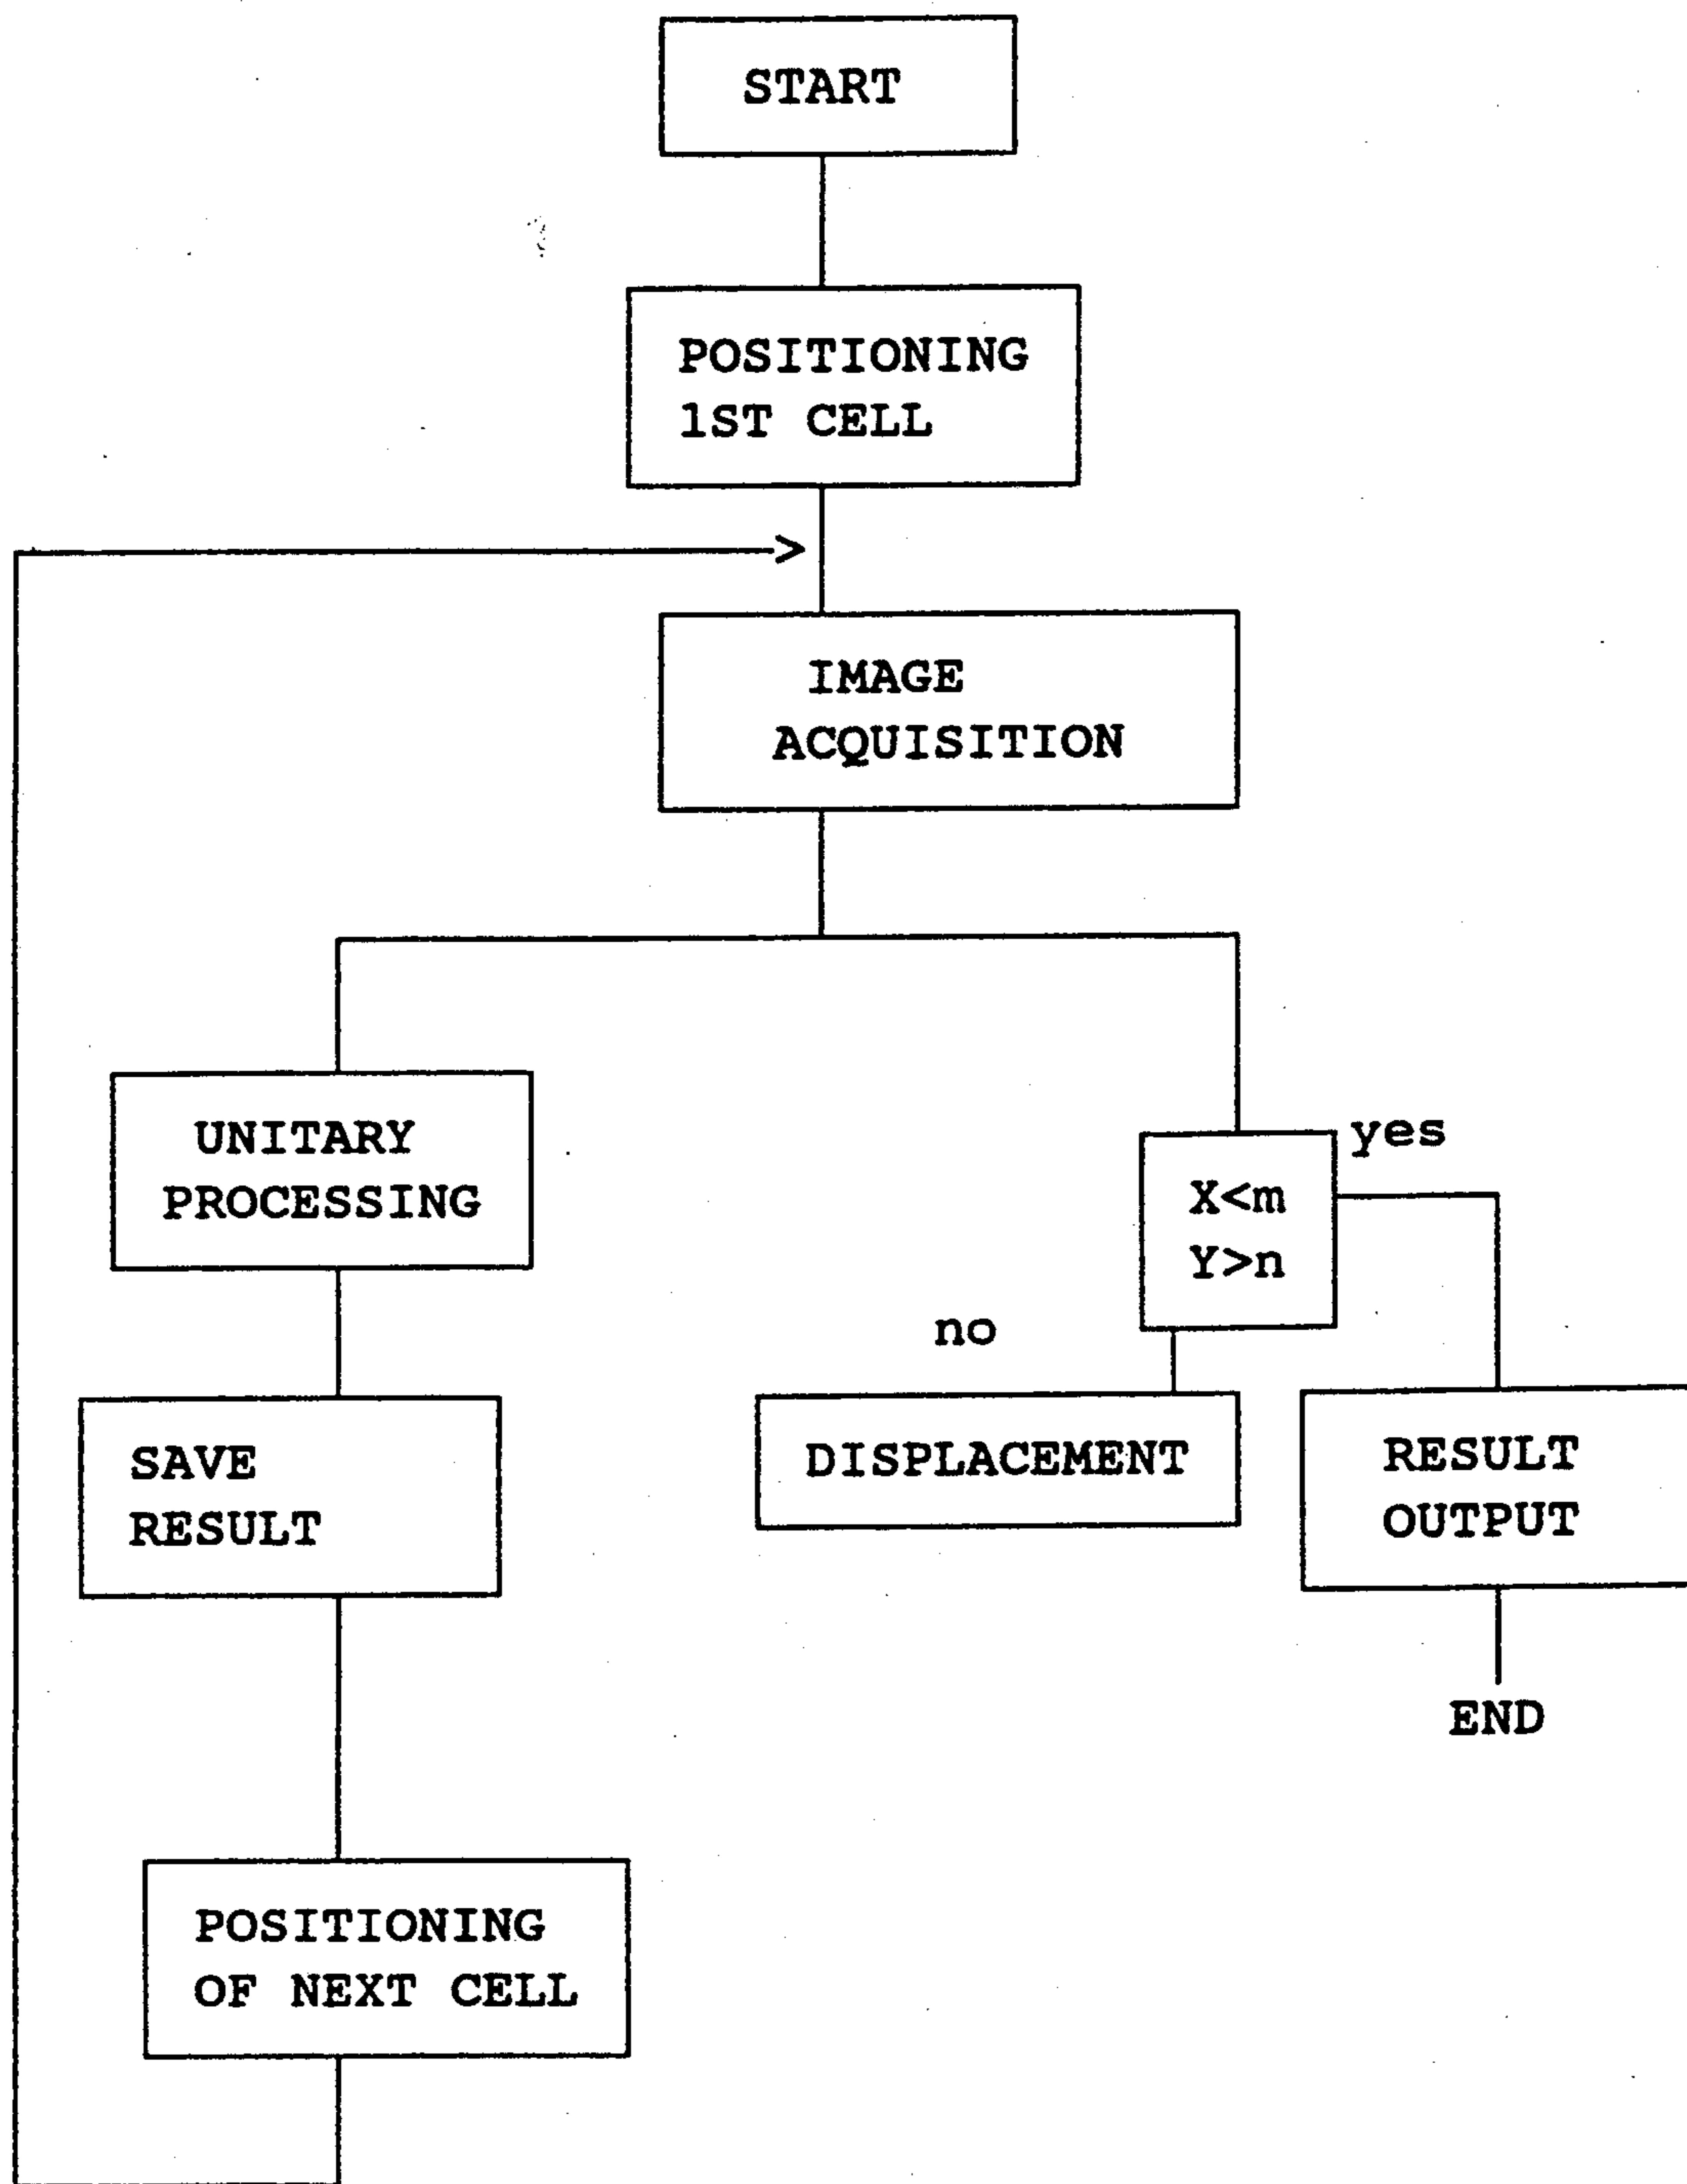 START
POSITIONING
1ST CELL
IMAGE
ACQUISITION
UNITARY
PROCESSING
yes
X<m
Y>n
no
SAVE
RESULT
DISPLACEMENT
RESULT
OUTPUT
END
POSITIONING
OF NEXT CELL